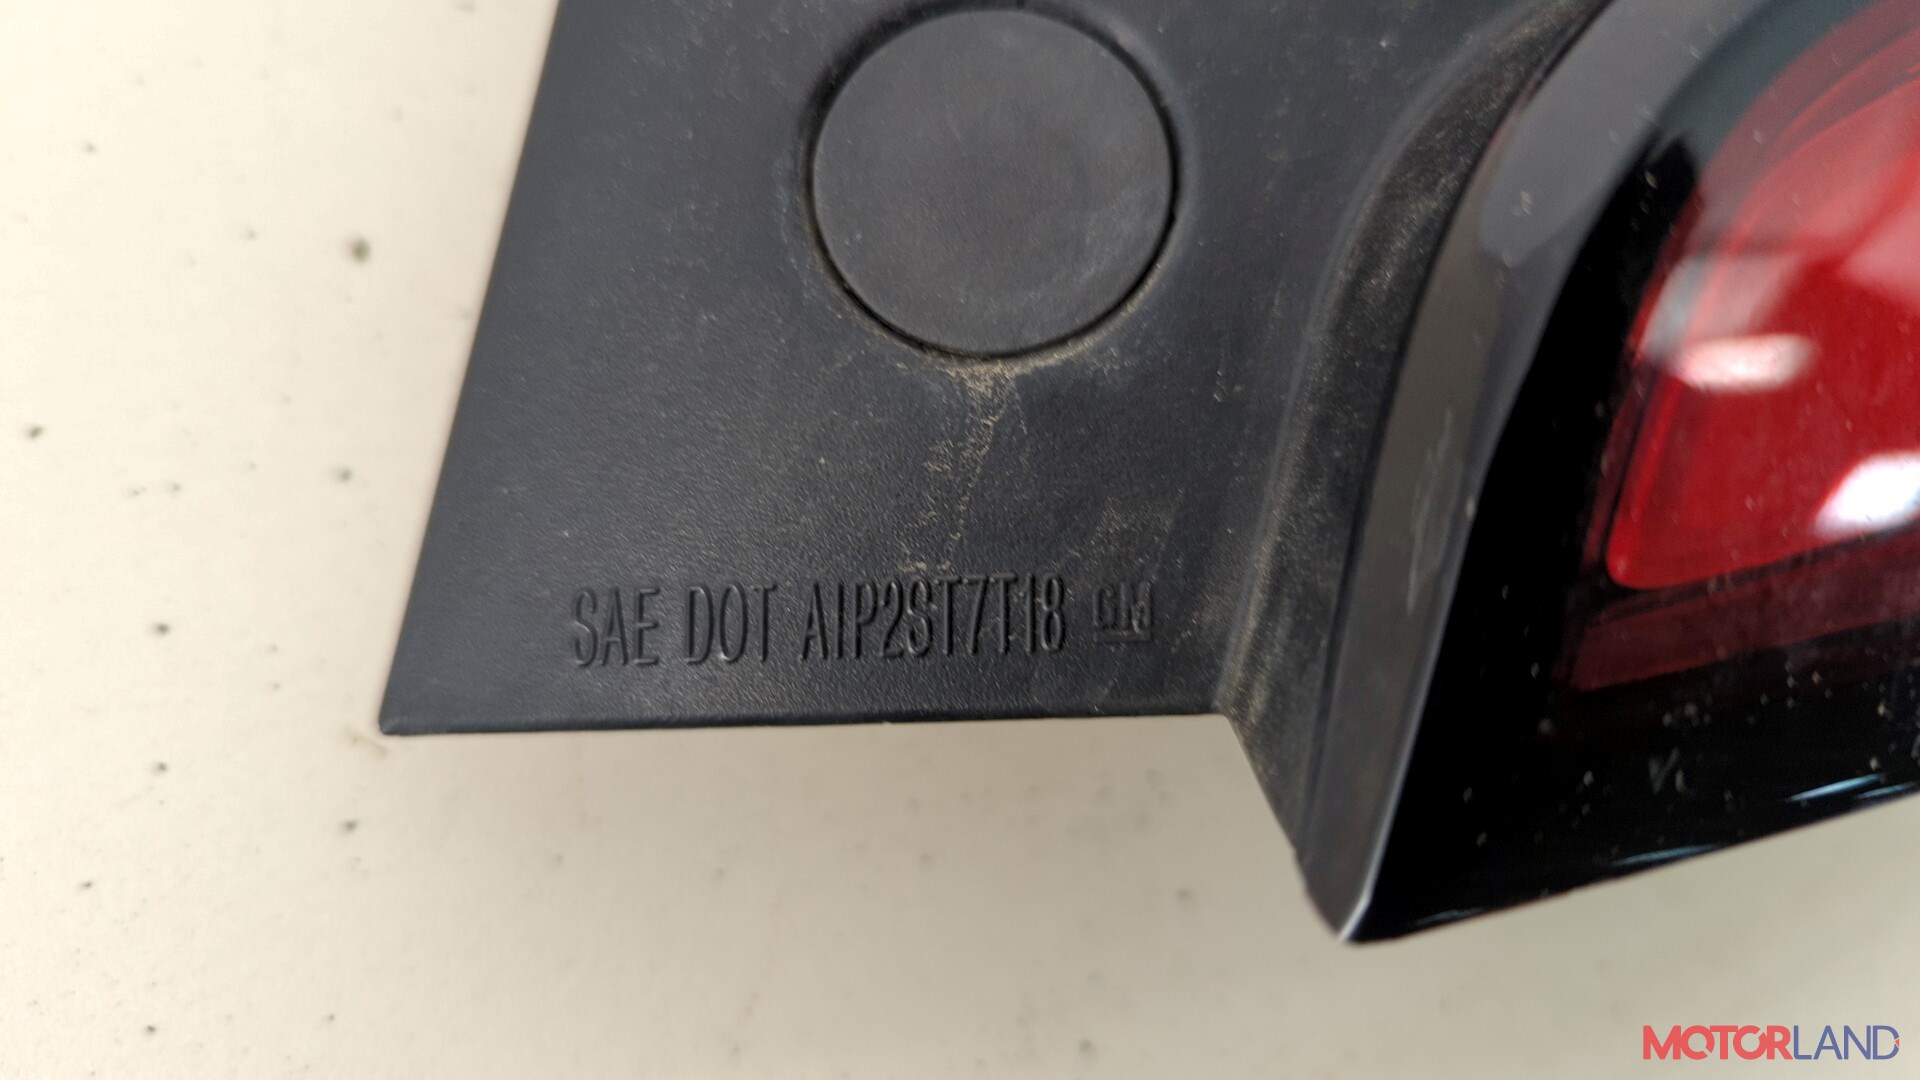 SAE DOT AIP2ST7T18 GM
MOTORLAND